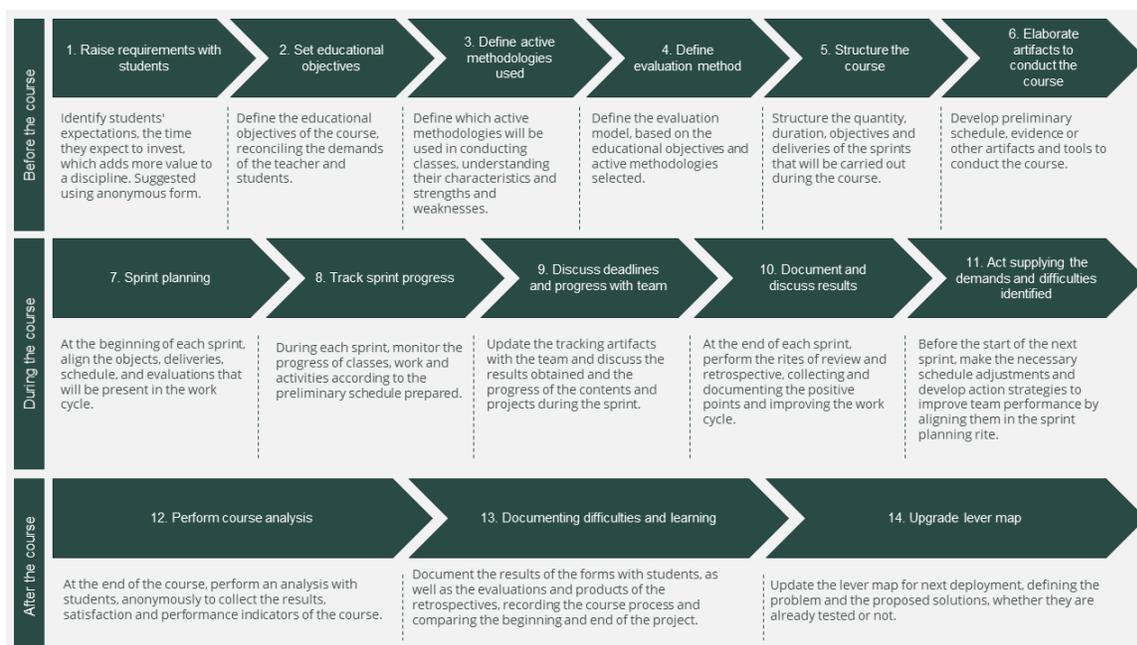 Before the course
1. Raise requirements with
students
2. Set educational
objectives
3. Define active
methodologies
used
4. Define
evaluation method
5. Structure the
course
6. Elaborate
artifacts to
conduct the
course
Identify students'
expectations, the time
they expect to invest,
which adds more value to
a discipline. Suggested
using anonymous form.
Define the educational
objectives of the course,
reconciling the demands
of the teacher and
students.
Define which active
methodologies will be
used in conducting
classes, understanding
their characteristics and
strengths and
weaknesses.
Define the evaluation
model, based on the
educational objectives and
active methodologies
selected.
Structure the quantity,
duration, objectives and
deliveries of the sprints
that will be carried out
during the course.
Develop preliminary
schedule, evidence or
other artifacts and tools to
conduct the course.
During the course
7. Sprint planning
8. Track sprint progress
9. Discuss deadlines
and progress with team
10. Document and
discuss results
11. Act supplying the
demands and difficulties
identified
At the beginning of each sprint,
align the objects, deliveries,
schedule, and evaluations that
will be present in the work
cycle.
During each sprint, monitor the
progress of classes, work and
activities according to the
preliminary schedule prepared.
Update the tracking artifacts
with the team and discuss the
results obtained and the
progress of the contents and
projects during the sprint.
At the end of each sprint,
perform the rites of review and
retrospective, collecting and
documenting the positive
points and improving the work
cycle.
Before the start of the next
sprint, make the necessary
schedule adjustments and
develop action strategies to
improve team performance by
aligning them in the sprint
planning rite.
After the course
12. Perform course analysis
13. Documenting difficulties and learning
14. Upgrade lever map
At the end of the course, perform an analysis with
students, anonymously to collect the results,
satisfaction and performance indicators of the course.
Document the results of the forms with students, as
well as the evaluations and products of the
retrospectives, recording the course process and
comparing the beginning and end of the project.
Update the lever map for next deployment, defining the
problem and the proposed solutions, whether they are
already tested or not.